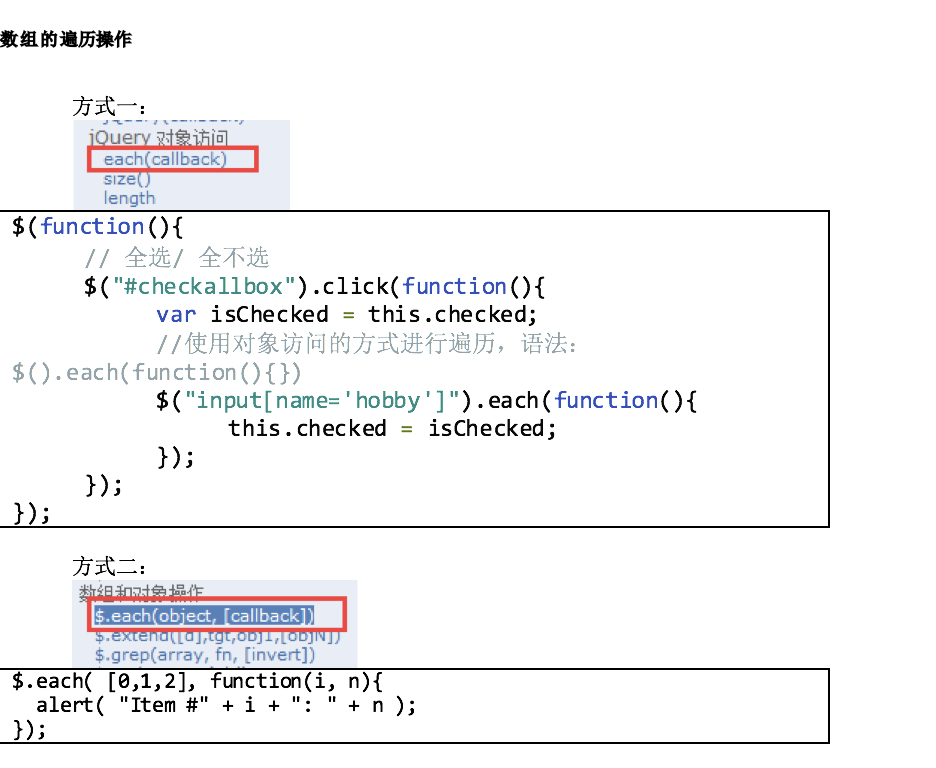 数组的遍历操作
方式一:
jQuery 对象访问
each(callback)
size()
length
$(function(){
// 全选/ 全不选
$("#checkallbox").click(function(){
var isChecked = this.checked;
//使用对象访问的方式进行遍历，语法:
$().each(function(){})
$("input[name='hobby']").each(function(){
this.checked = isChecked;
});
});
});
方式二:
数组和对象操作
$.each(object, [callback])
$.extend([d],tgt,obj1,[objN])
$.grep(array, fn, [invert])
$.each( [0,1,2], function(i, n){
alert( "Item #" + i + ": " + n );
});